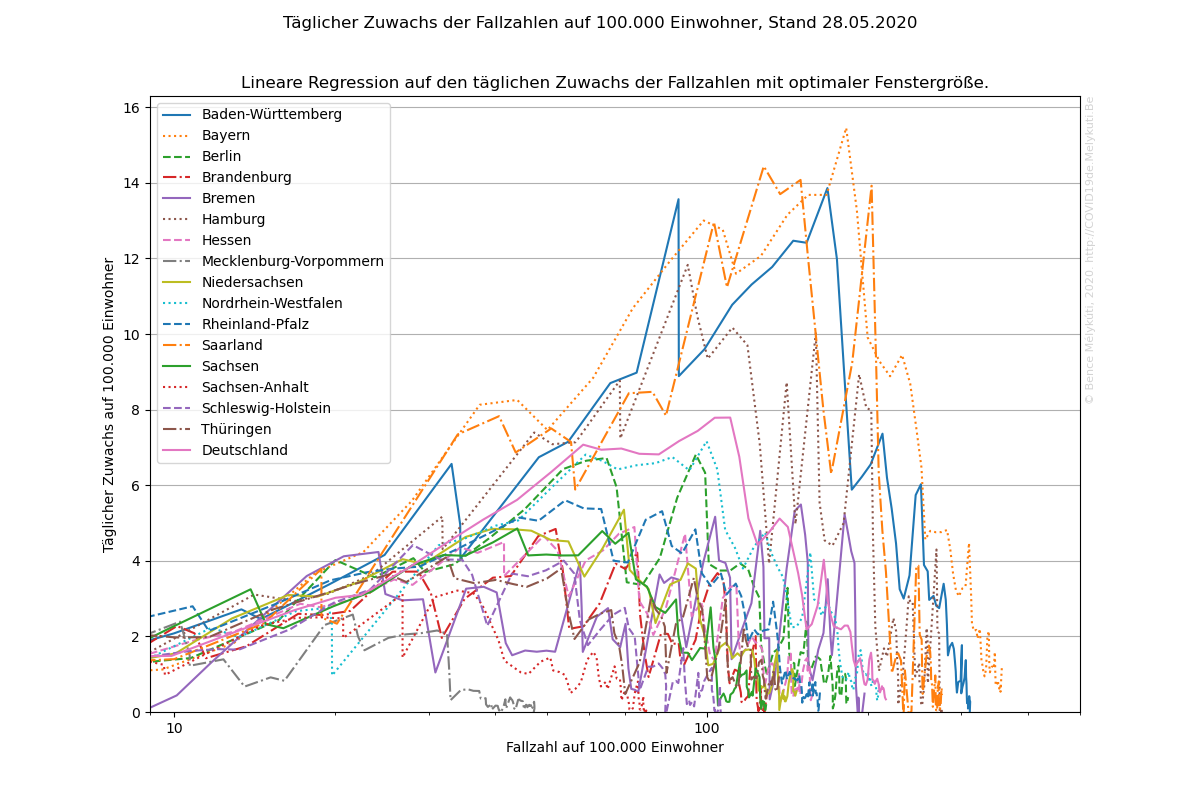 Täglicher Zuwachs der Fallzahlen auf 100.000 Einwohner, Stand 28.05.2020
Lineare Regression auf den täglichen Zuwachs der Fallzahlen mit optimaler Fenstergröße.
Täglicher Zuwachs auf 100.000 Einwohner
16
14
12
10
8
6
4
2
0
Baden-Württemberg
Bayern
Berlin
Brandenburg
Bremen
Hamburg
Hessen
Mecklenburg-Vorpommern
Niedersachsen
Nordrhein-Westfalen
Rheinland-Pfalz
Saarland
Sachsen
Sachsen-Anhalt
Schleswig-Holstein
Thüringen
Deutschland
10
100
Fallzahl auf 100.000 Einwohner
© Bence Mélykúti, 2020. http://COVID19de.Melykuti.Be